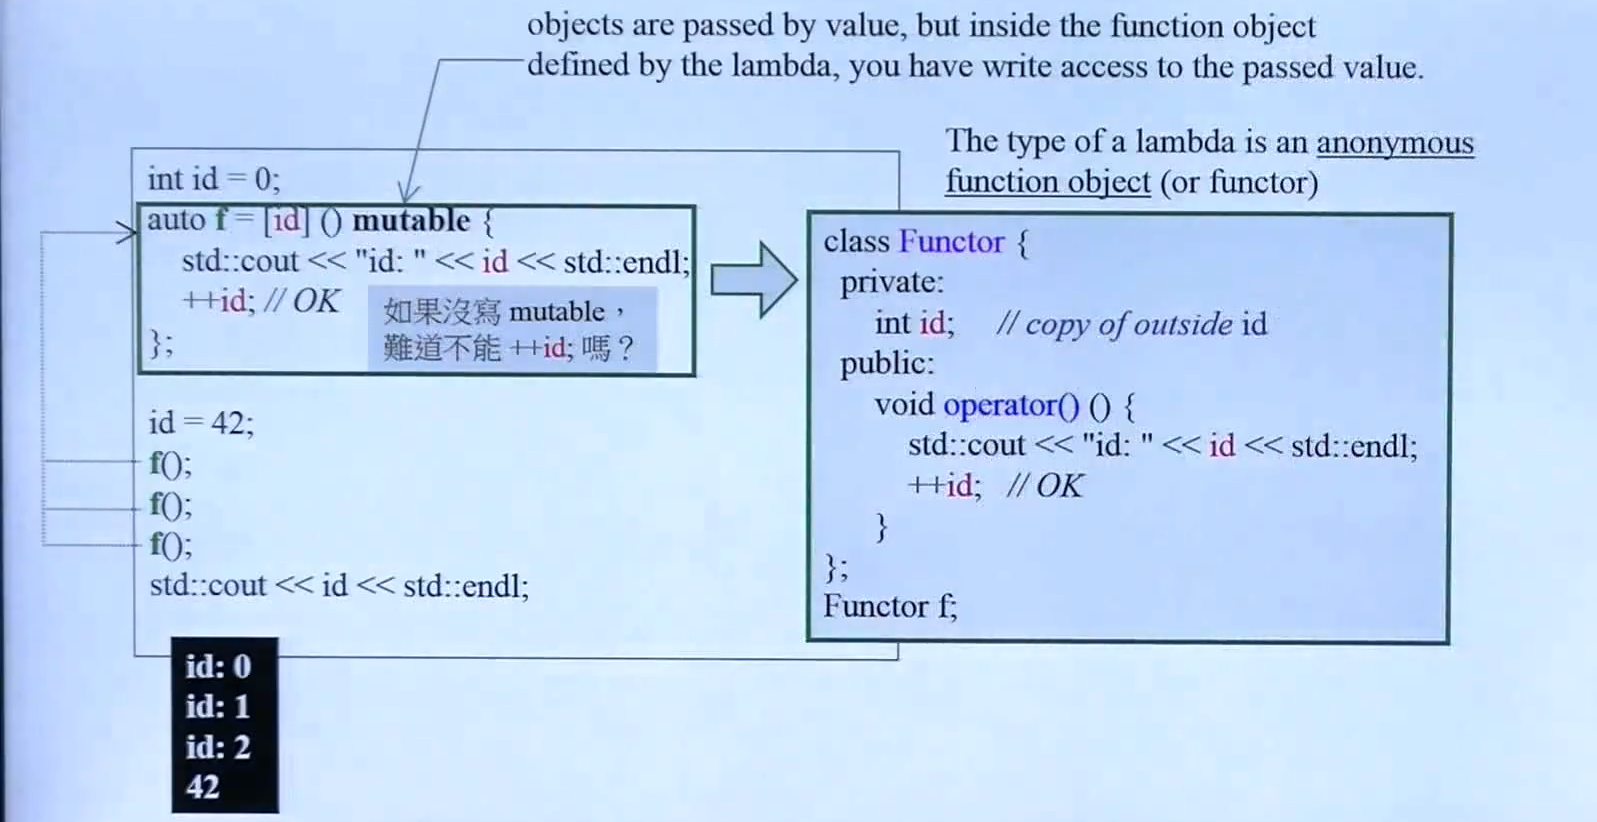 objects are passed by value, but inside the function object
defined by the lambda, you have write access to the passed value.
The type of a lambda is an anonymous
function object (or functor)
int id = 0;
auto f = [id] () mutable {
std::cout << "id: " << id << std::endl;
++id; // OK
};
如果沒寫 mutable，
難道不能 ++id; 嗎？
id = 42;
f();
f();
f();
std::cout << id << std::endl;
class Functor {
private:
int id; // copy of outside id
public:
void operator() () {
std::cout << "id: " << id << std::endl;
++id; // OK
}
};
Functor f;
id: 0
id: 1
id: 2
42